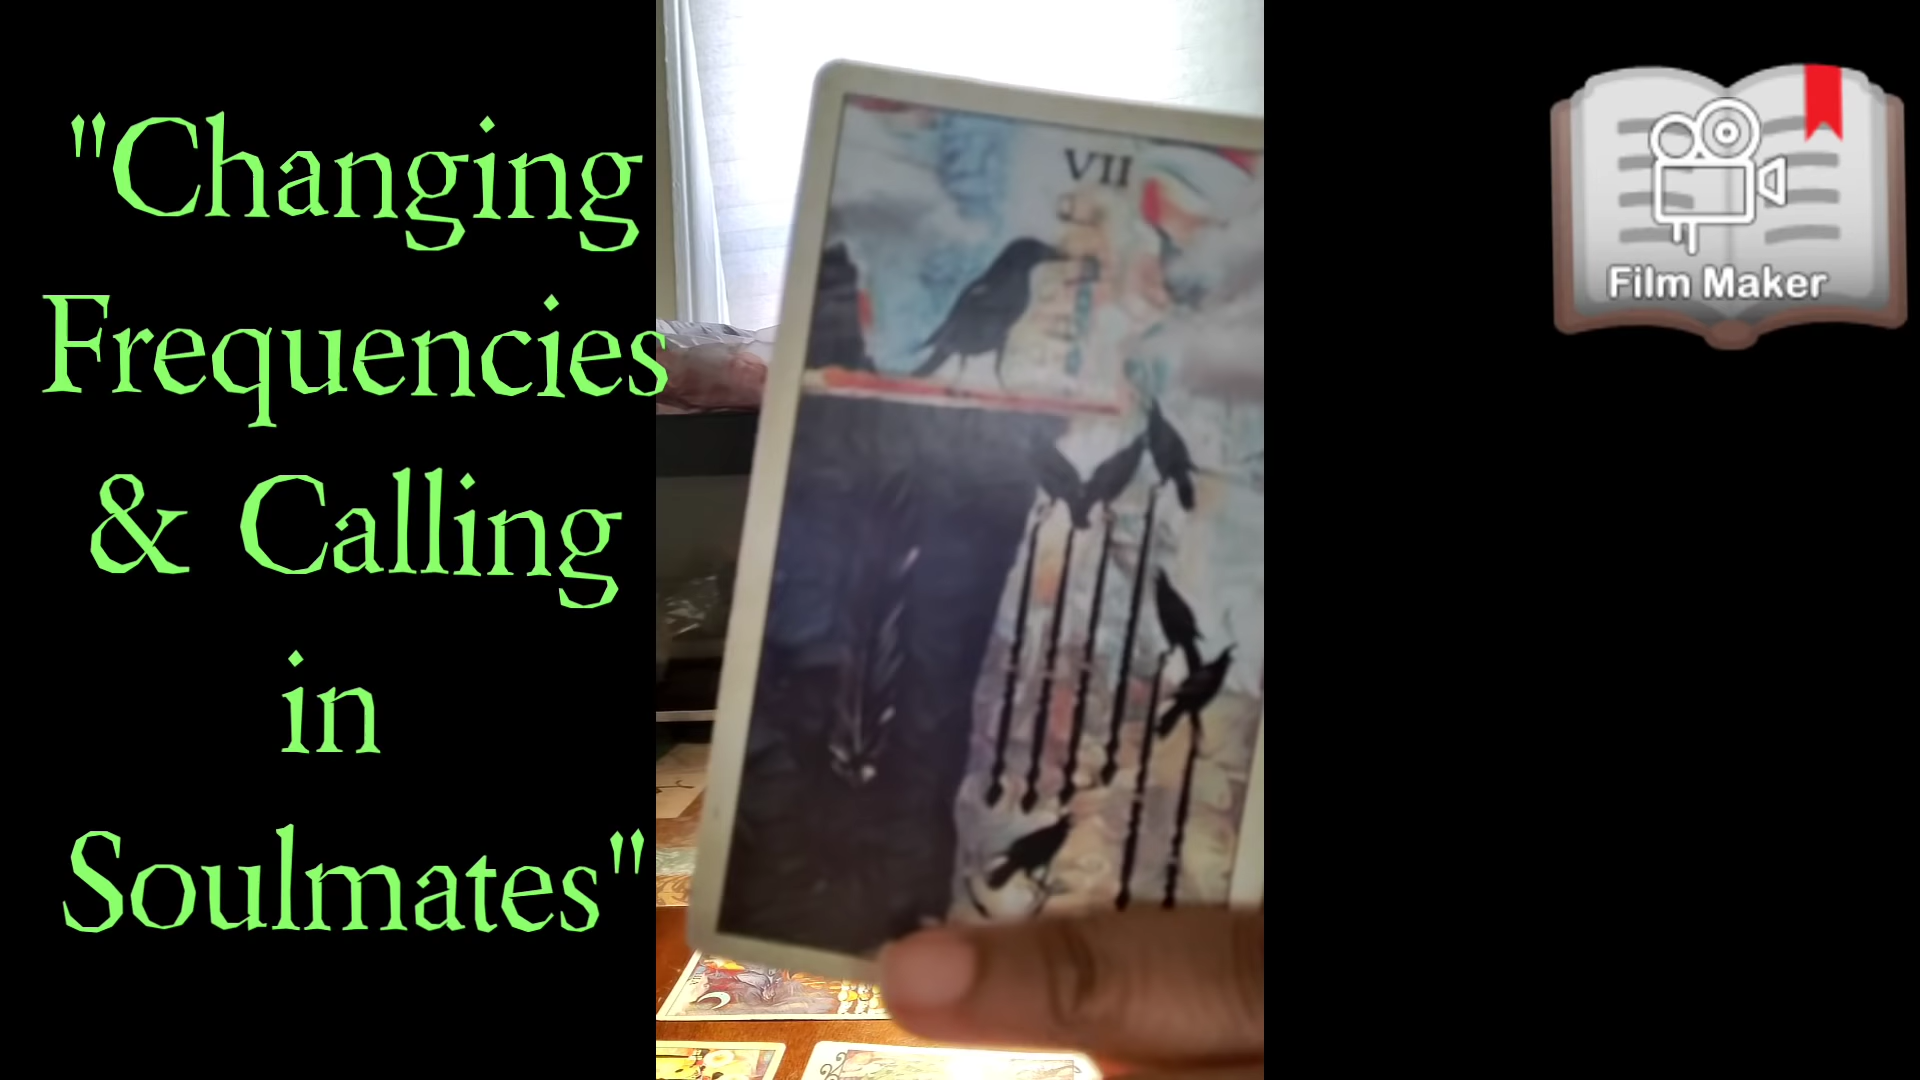 "Changing
Frequencies
& Calling
in
Soulmates"
VII
Film Maker